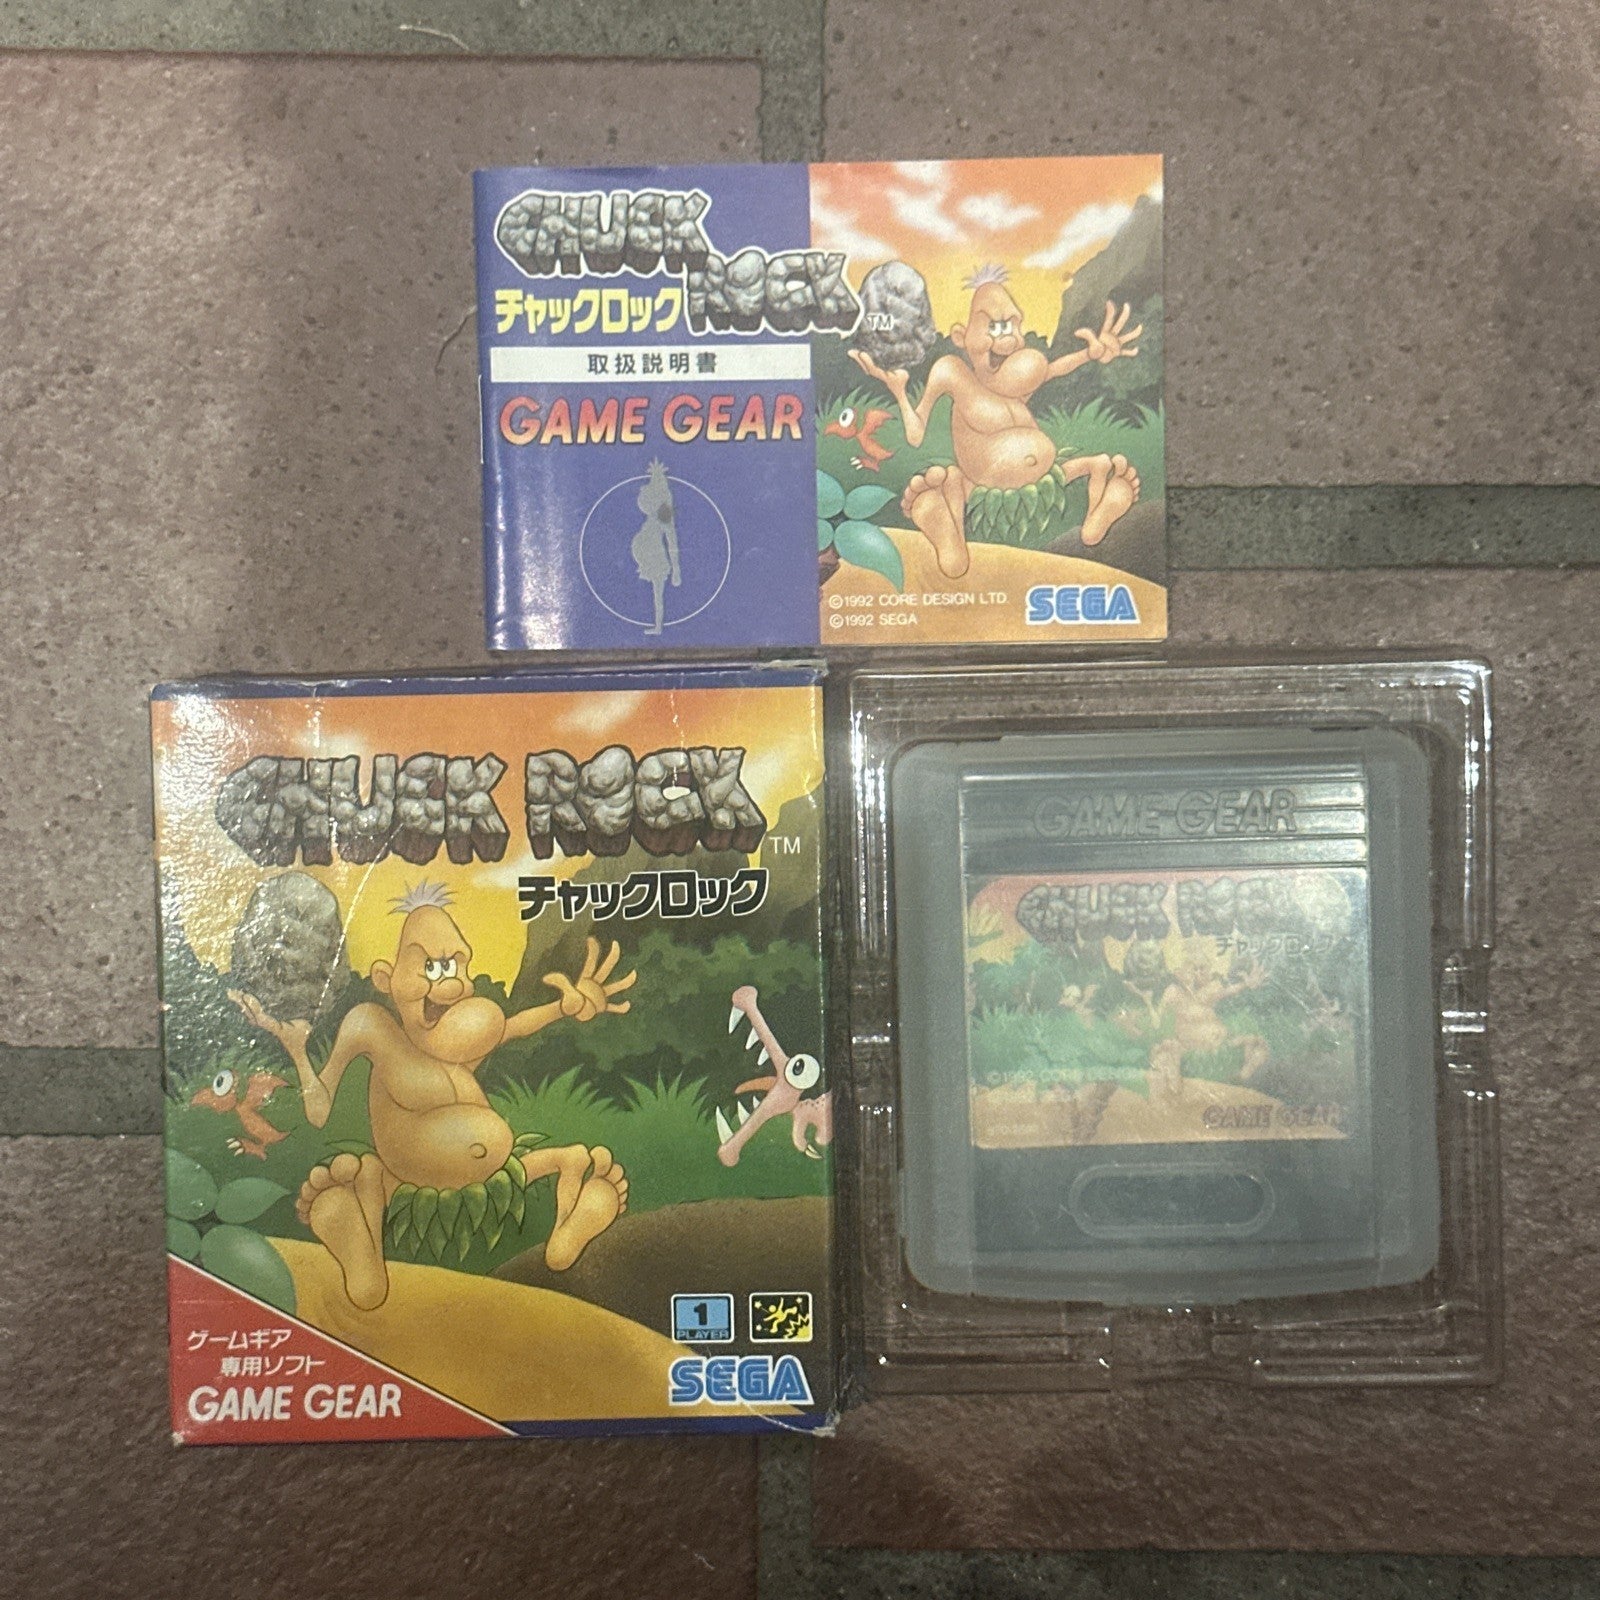 CHUCK
ROCK
チャックロック
TM
取扱説明書
GAME GEAR
©1992 CORE DESIGN LTD.
©1992 SEGA
SEGA
CHUCK ROCK
TM
チャックロック
1
PLAYER
ゲームギア
専用ソフト
GAME GEAR
SEGA
GAME GEAR
CHUCK ROCK
チャックロック
©1992 CORE DESIGN
GAME GEAR